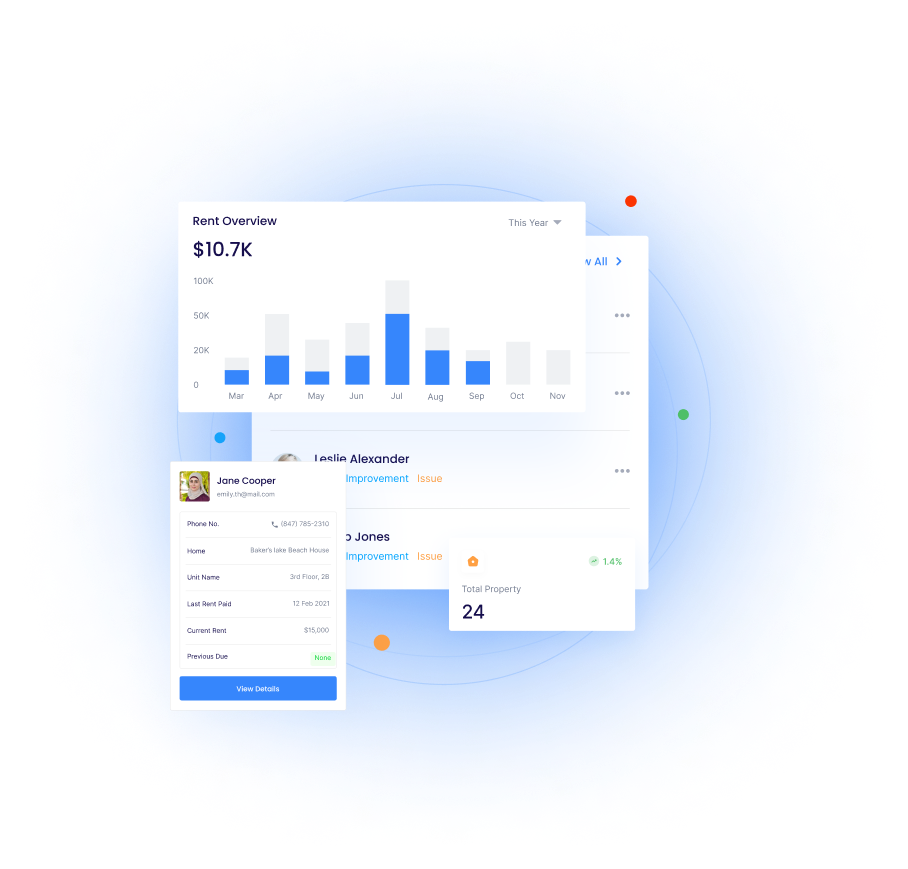 Rent Overview
This Year
$10.7K
100K
50K
20K
0
Mar Apr May Jun Jul Aug Sep Oct Nov
All
Leslie Alexander
Improvement Issue
Jones
Improvement Issue
Jane Cooper
emily.th@mail.com
Phone No. (847) 785-2310
Home Baker's lake Beach House
Unit Name 3rd Floor, 2B
Last Rent Paid 12 Feb 2021
Current Rent $15,000
Previous Due None
View Details
1.4%
Total Property
24